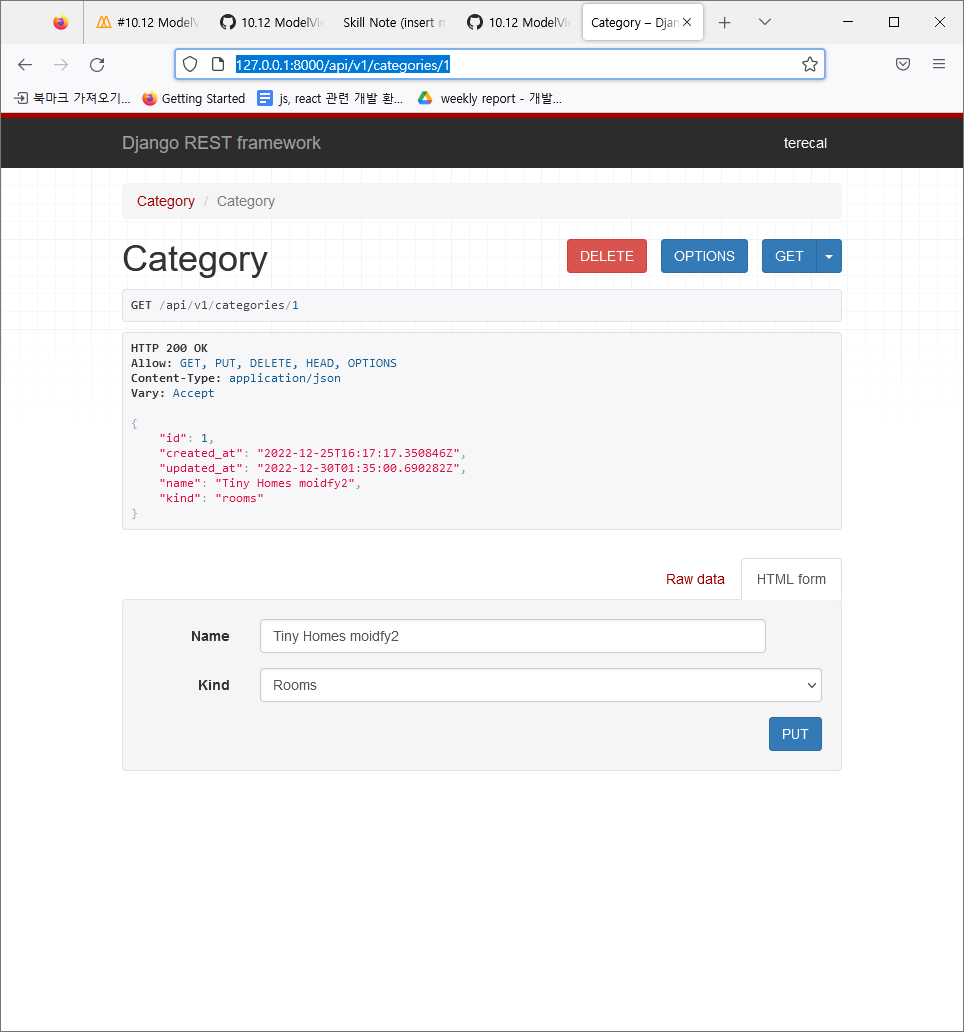 #10.12 ModelV
10.12 ModelVie
Skill Note (insert m
10.12 ModelVi
Category – Djan
127.0.0.1:8000/api/v1/categories/1
북마크 가져오기...
Getting Started
js, react 관련 개발 환...
weekly report - 개발...
Django REST framework
terecal
Category / Category
Category
DELETE
OPTIONS
GET
GET /api/v1/categories/1
HTTP 200 OK
Allow: GET, PUT, DELETE, HEAD, OPTIONS
Content-Type: application/json
Vary: Accept
{
"id": 1,
"created_at": "2022-12-25T16:17:17.350846Z",
"updated_at": "2022-12-30T01:35:00.690282Z",
"name": "Tiny Homes moidfy2",
"kind": "rooms"
}
Raw data
HTML form
Name
Tiny Homes moidfy2
Kind
Rooms
PUT